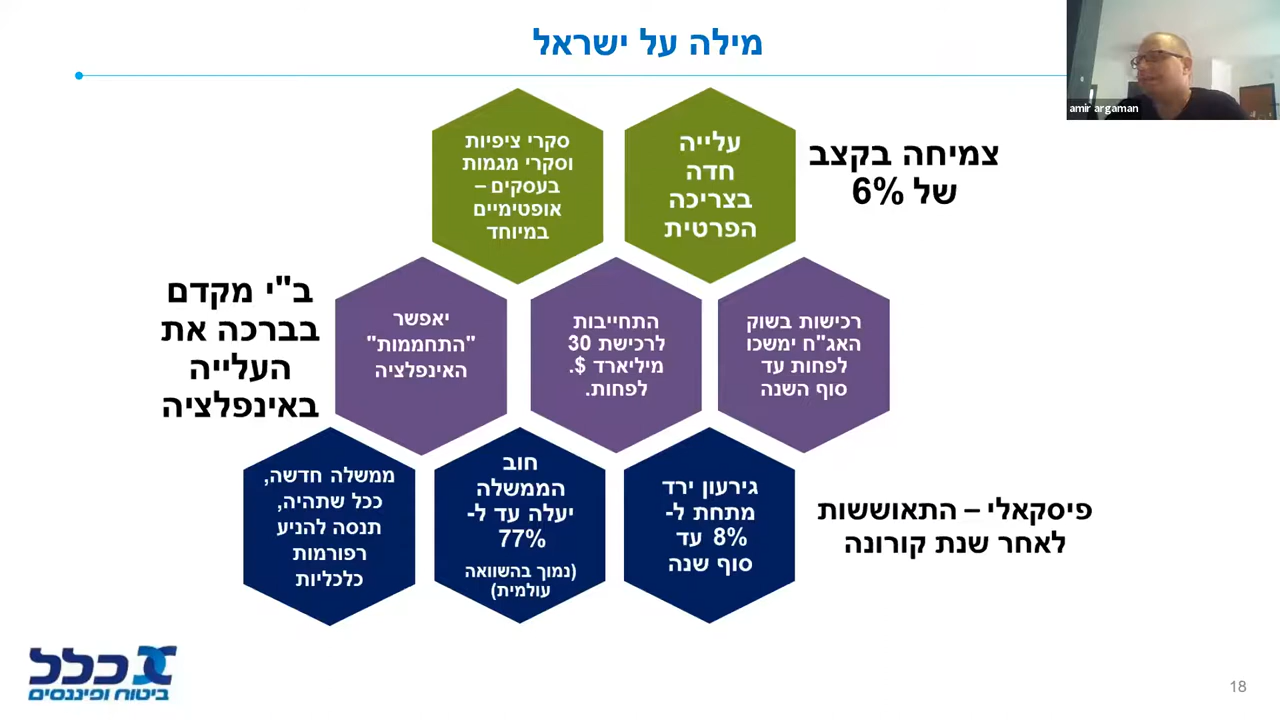 מילה על ישראל
amir argaman
צמיחה בקצב
של 6%
עלייה
חדה
בצריכה
הפרטית
סקרי ציפיות
וסקרי מגמות
בעסקים –
אופטימיים
במיוחד
רכישות בשוק
האג"ח ימשכו
לפחות עד
סוף השנה
התחייבות
לרכישת 30
מיליארד $.
לפחות.
יאפשר
"התחממות"
האינפלציה
ב"י מקדם
בברכה את
העלייה
באינפלציה
פיסקאלי – התאוששות
לאחר שנת קורונה
גירעון ירד
מתחת ל-
8% עד
סוף שנה
חוב
הממשלה
יעלה עד ל-
77%
(נמוך בהשוואה
עולמית)
ממשלה חדשה,
ככל שתהיה,
תנסה להניע
רפורמות
כלכליות
כלל
ביטוח ופיננסים
18